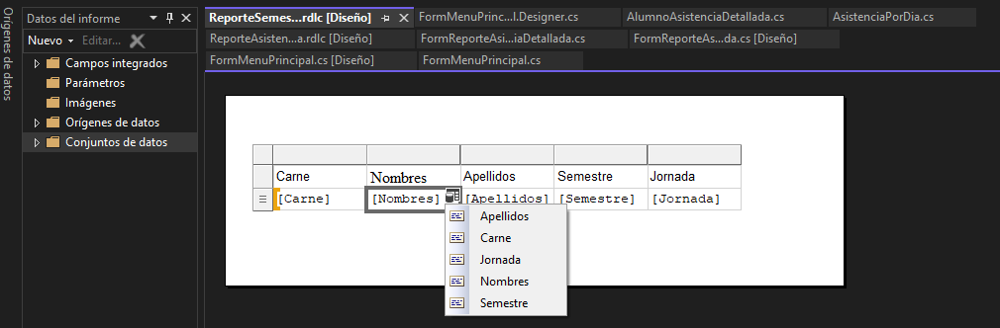 Orígenes de datos
Datos del informe
Nuevo Editar...
Campos integrados
Parámetros
Imágenes
Orígenes de datos
Conjuntos de datos
ReporteSemes...rdlc [Diseño]
FormMenuPrinc...l.Designer.cs
AlumnoAsistenciaDetallada.cs
AsistenciaPorDia.cs
ReporteAsisten...a.rdlc [Diseño]
FormReporteAs...iaDetallada.cs
FormReporteAs...da.cs [Diseño]
FormMenuPrincipal.cs [Diseño]
FormMenuPrincipal.cs
Carne Nombres Apellidos Semestre Jornada
[Carne] [Nombres] [Apellidos] [Semestre] [Jornada]
Apellidos
Carne
Jornada
Nombres
Semestre